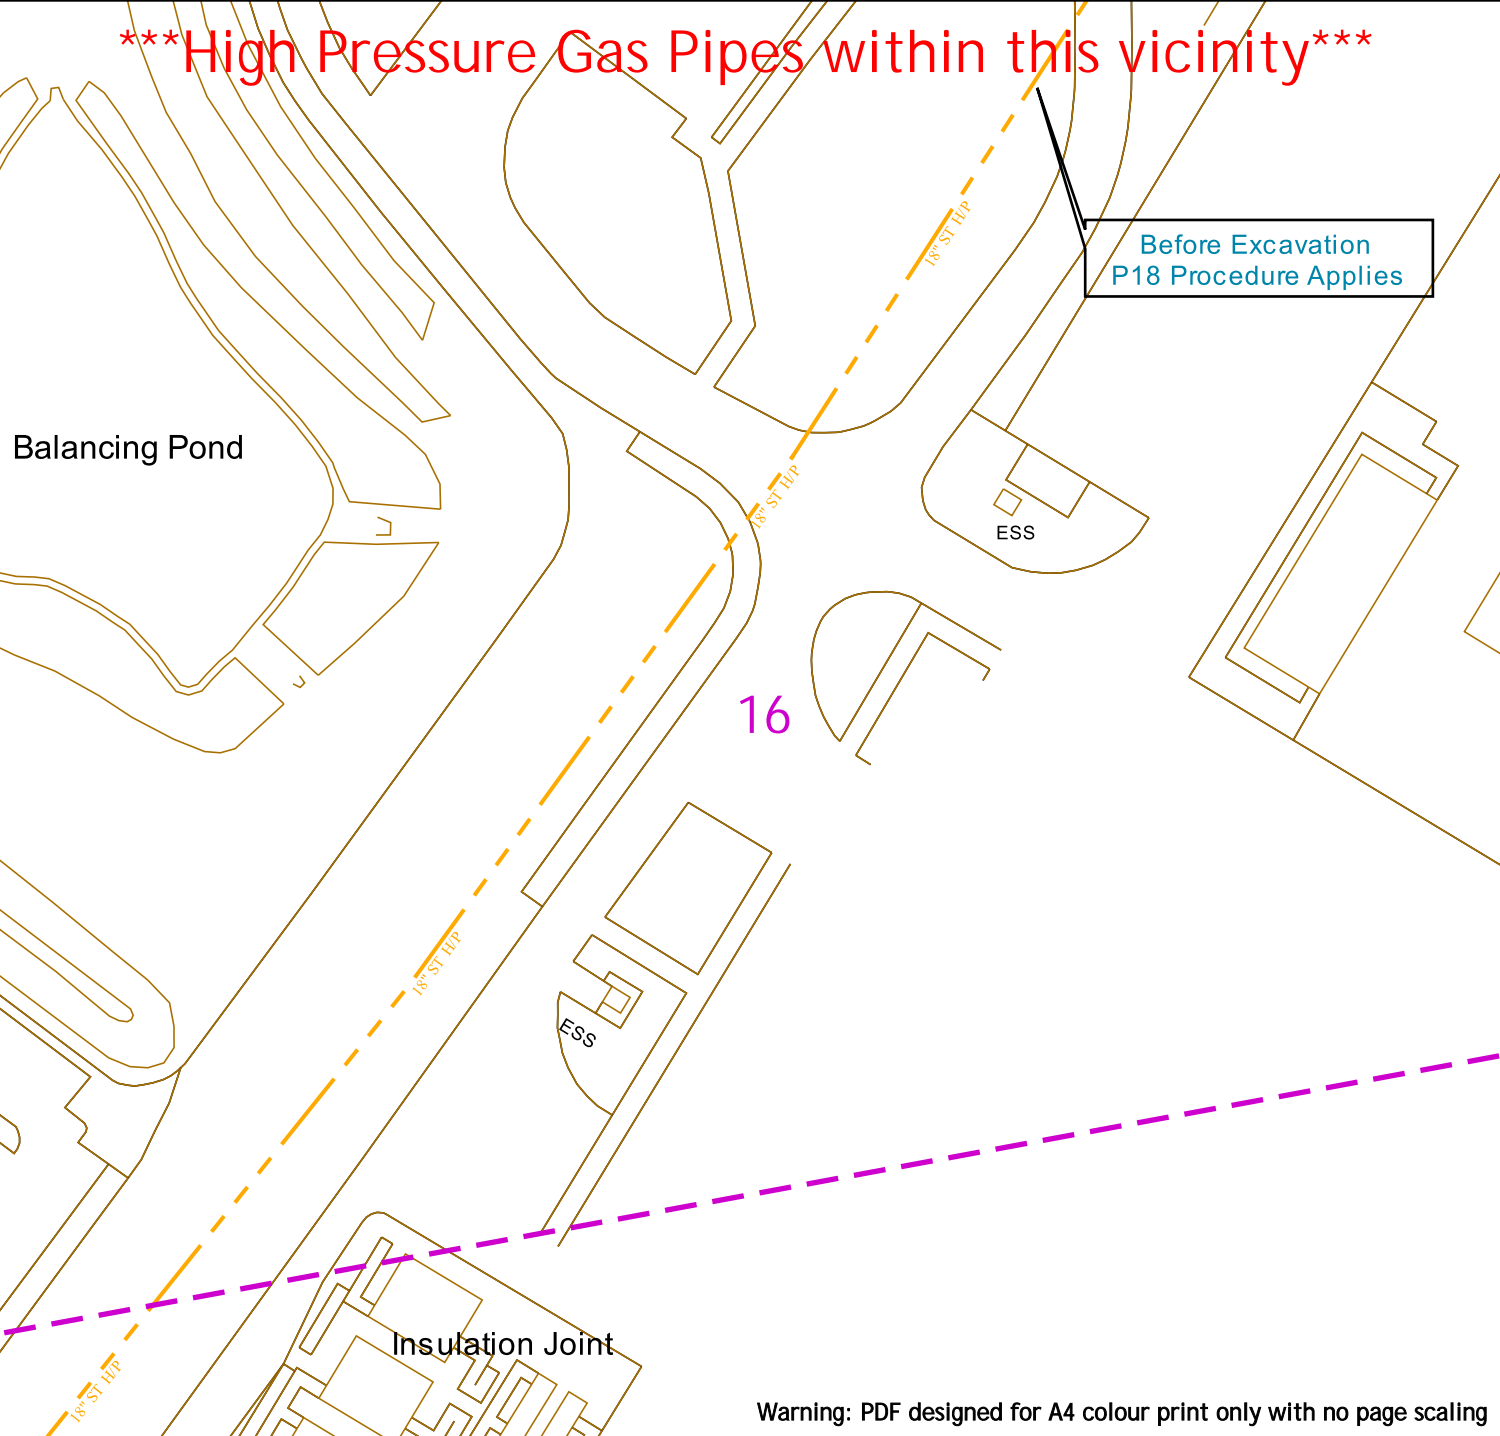 ***High Pressure Gas Pipes within this vicinity***
18" ST H/P
Before Excavation
P18 Procedure Applies
Balancing Pond
18" ST H/P
ESS
16
18" ST H/P
ESS
Insulation Joint
18" ST H/P
Warning: PDF designed for A4 colour print only with no page scaling